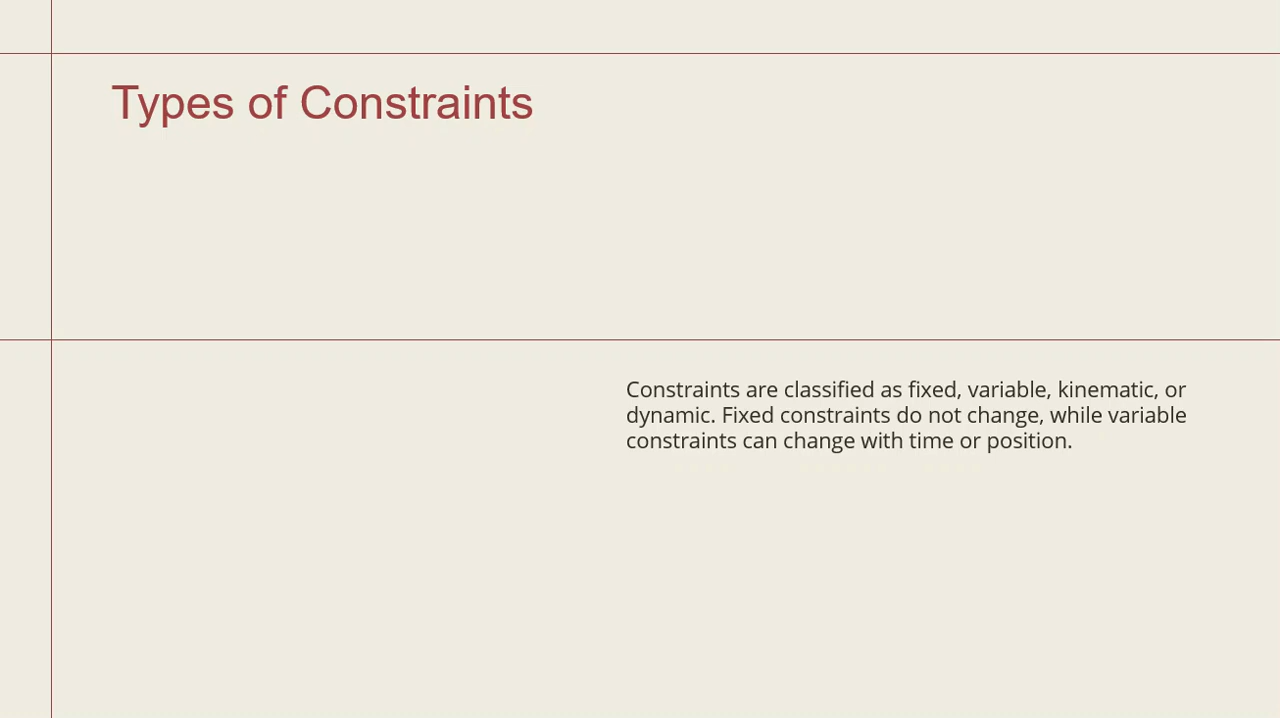 Types of Constraints
Constraints are classified as fixed, variable, kinematic, or
dynamic. Fixed constraints do not change, while variable
constraints can change with time or position.